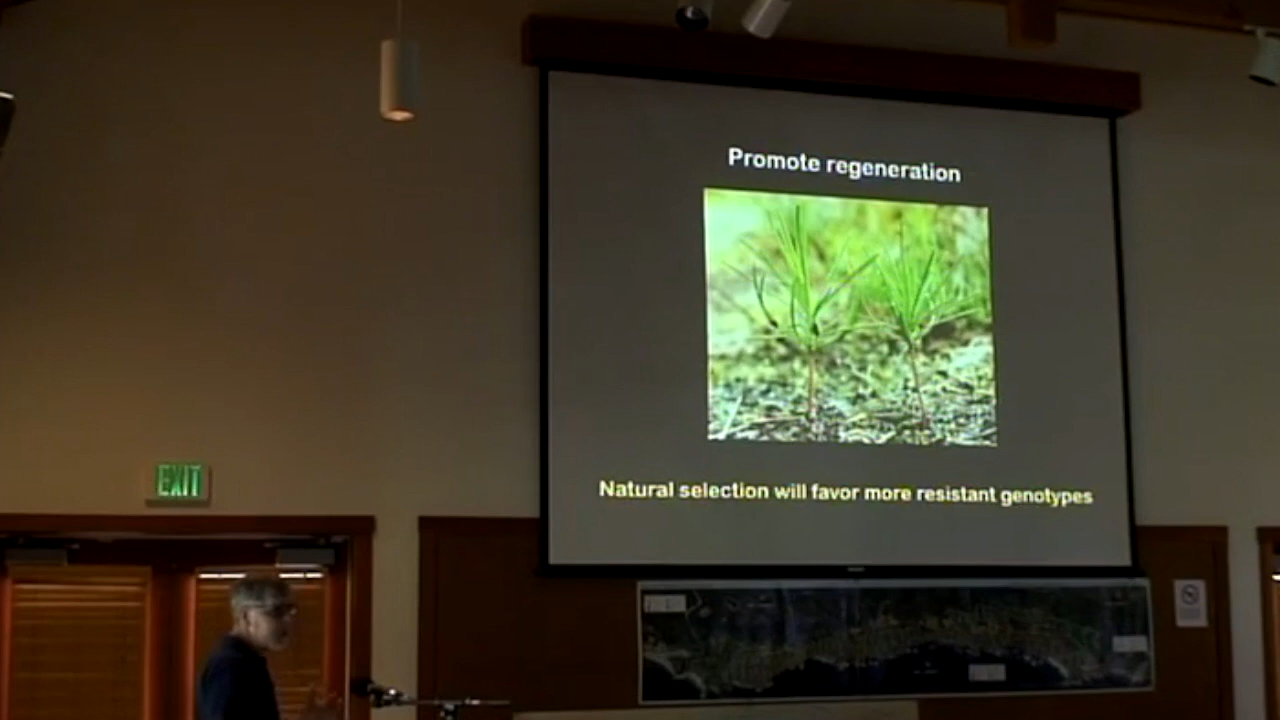 Promote regeneration
EXIT
Natural selection will favor more resistant genotypes